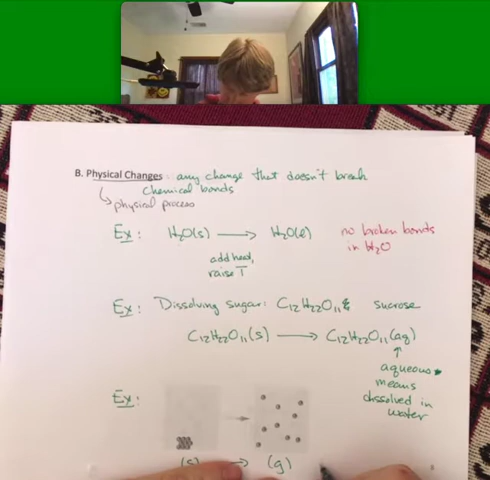 B. Physical Changes: any change that doesn't break
chemical bonds
↳ physical process
Ex: H₂O(s) ⟶ H₂O(ℓ) no broken bonds
in H₂O
add heat,
raise T
Ex: Dissolving sugar: C₁₂H₂₂O₁₁ sucrose
C₁₂H₂₂O₁₁(s) ⟶ C₁₂H₂₂O₁₁(aq)
↑
aqueous
means
dissolved in
water
Ex:
(s) → (g)